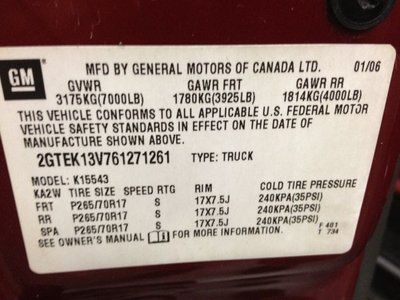 GM
MFD BY GENERAL MOTORS OF CANADA LTD. 01/06
GVWR GAWR FRT GAWR RR
3175KG(7000LB) 1780KG(3925LB) 1814KG(4000LB)
THIS VEHICLE CONFORMS TO ALL APPLICABLE U.S. FEDERAL MOTOR
VEHICLE SAFETY STANDARDS IN EFFECT ON THE DATE OF
MANUFACTURE SHOWN ABOVE.
2GTEK13V761271261 TYPE: TRUCK
MODEL: K15543
KA2W TIRE SIZE SPEED RTG RIM COLD TIRE PRESSURE
FRT P265/70R17 S 17X7.5J 240KPA(35PSI)
RR P265/70R17 S 17X7.5J 240KPA(35PSI)
SPA P265/70R17 S 17X7.5J 240KPA(35PSI)
SEE OWNER'S MANUAL FOR MORE INFORMATION. F 401
T 734